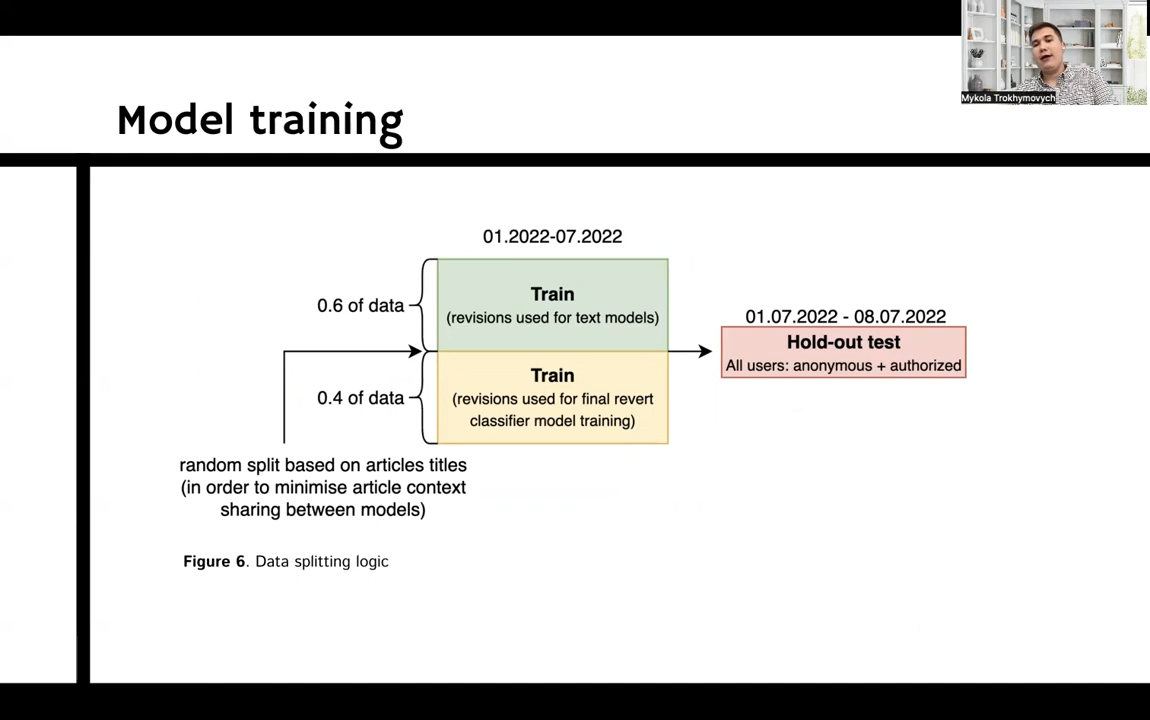 Mykola Trokhymovych
Model training
01.2022-07.2022
0.6 of data
Train
(revisions used for text models)
01.07.2022 - 08.07.2022
Hold-out test
All users: anonymous + authorized
0.4 of data
Train
(revisions used for final revert
classifier model training)
random split based on articles titles
(in order to minimise article context
sharing between models)
Figure 6. Data splitting logic